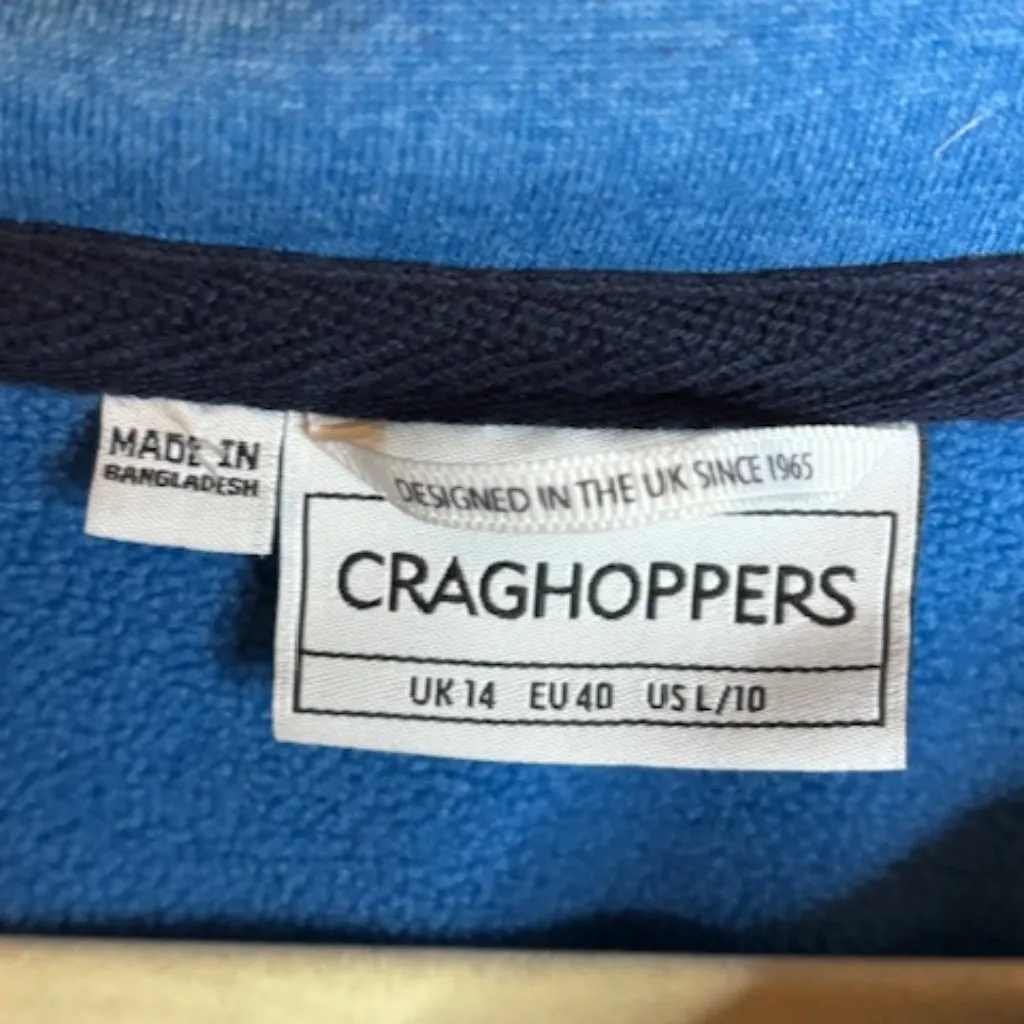 MADE IN
BANGLADESH
DESIGNED IN THE UK SINCE 1965
CRAGHOPPERS
UK 14 EU 40 US L/10